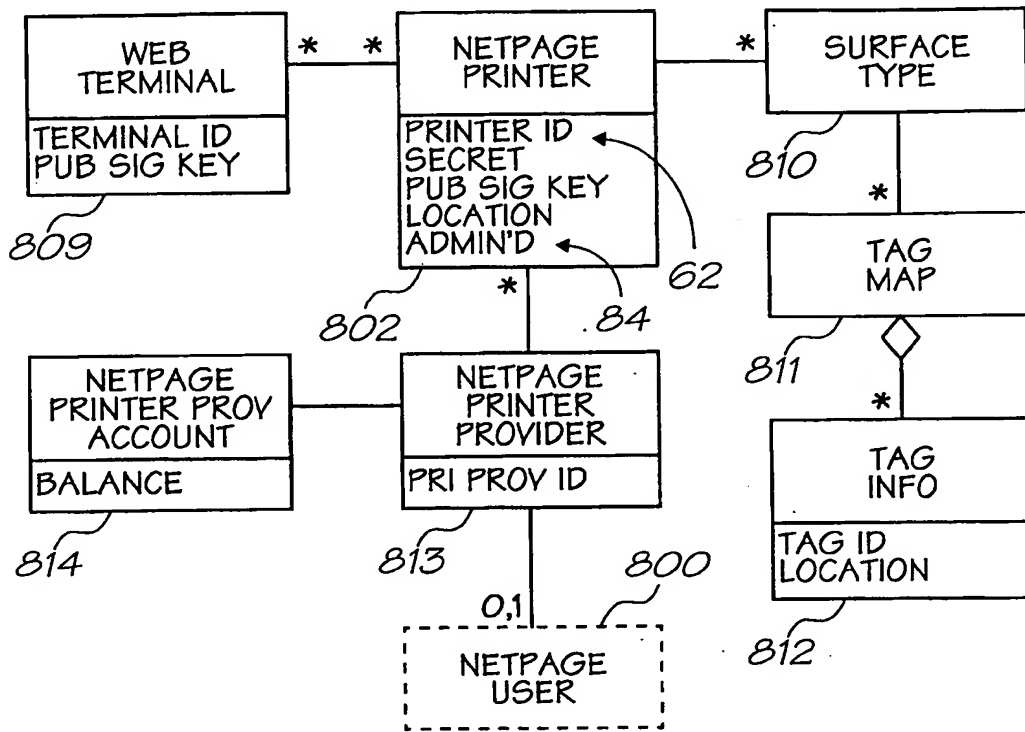 WEB
TERMINAL
TERMINAL ID
PUB SIG KEY
809
*
*
NETPAGE
PRINTER
PRINTER ID
SECRET
PUB SIG KEY
LOCATION
ADMIN'D
802
62
84
*
*
SURFACE
TYPE
810
*
TAG
MAP
811
*
TAG
INFO
TAG ID
LOCATION
812
NETPAGE
PRINTER PROV
ACCOUNT
BALANCE
814
NETPAGE
PRINTER
PROVIDER
PRI PROV ID
813
800
0,1
NETPAGE
USER